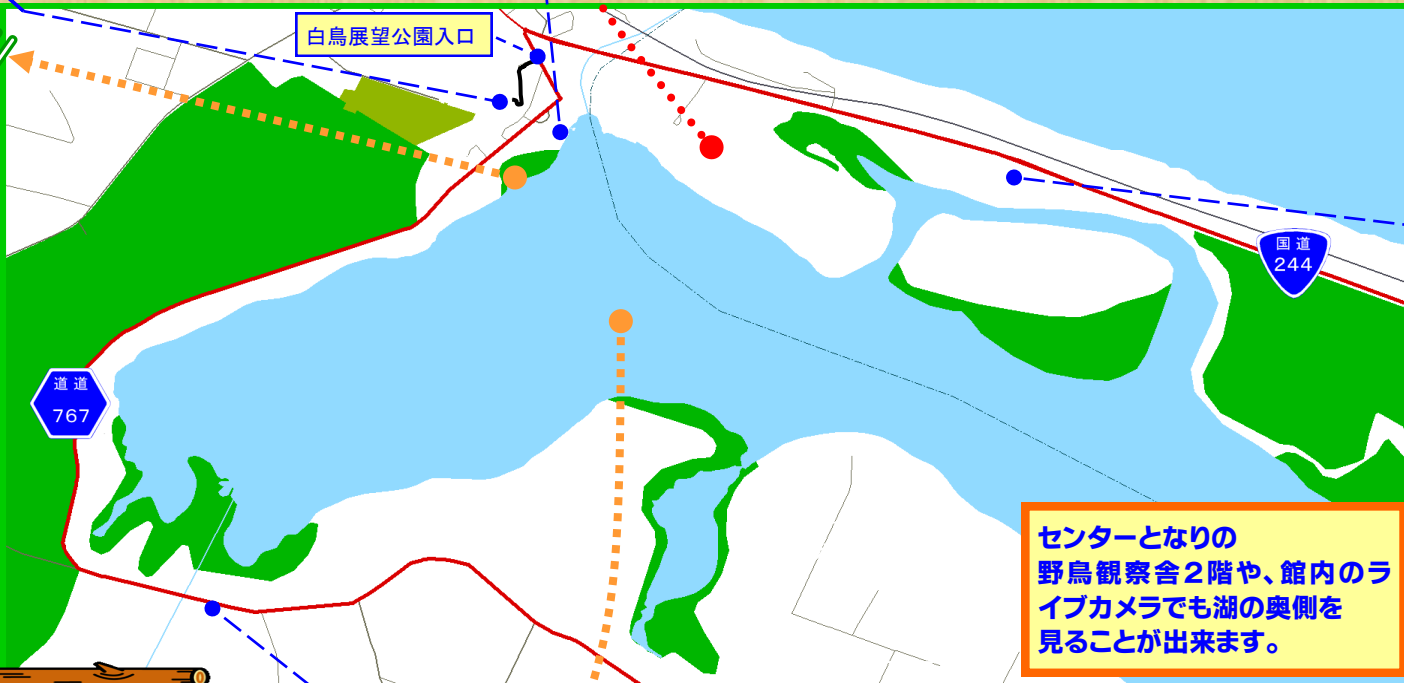 白鳥展望公園入口
国道
244
道道
767
センターとなりの
野鳥観察舎2階や、館内のラ
イブカメラでも湖の奥側を
見ることが出来ます。